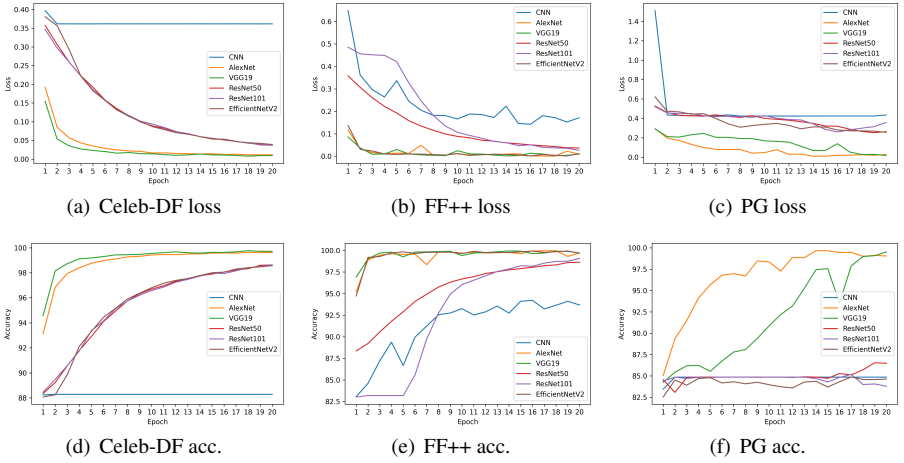 0.40
0.35
0.30
0.25
0.20
0.15
0.10
0.05
0.00
Loss
1 2 3 4 5 6 7 8 9 10 11 12 13 14 15 16 17 18 19 20
Epoch
CNN
AlexNet
VGG19
ResNet50
ResNet101
EfficientNetV2
(a) Celeb-DF loss
0.6
0.5
0.4
0.3
0.2
0.1
0.0
Loss
1 2 3 4 5 6 7 8 9 10 11 12 13 14 15 16 17 18 19 20
Epoch
CNN
AlexNet
VGG19
ResNet50
ResNet101
EfficientNetV2
(b) FF++ loss
1.4
1.2
1.0
0.8
0.6
0.4
0.2
0.0
Loss
1 2 3 4 5 6 7 8 9 10 11 12 13 14 15 16 17 18 19 20
Epoch
CNN
AlexNet
VGG19
ResNet50
ResNet101
EfficientNetV2
(c) PG loss
100
98
96
94
92
90
88
Accuracy
1 2 3 4 5 6 7 8 9 10 11 12 13 14 15 16 17 18 19 20
Epoch
CNN
AlexNet
VGG19
ResNet50
ResNet101
EfficientNetV2
(d) Celeb-DF acc.
100.0
97.5
95.0
92.5
90.0
87.5
85.0
82.5
Accuracy
1 2 3 4 5 6 7 8 9 10 11 12 13 14 15 16 17 18 19 20
Epoch
CNN
AlexNet
VGG19
ResNet50
ResNet101
EfficientNetV2
(e) FF++ acc.
100.0
97.5
95.0
92.5
90.0
87.5
85.0
82.5
Accuracy
1 2 3 4 5 6 7 8 9 10 11 12 13 14 15 16 17 18 19 20
Epoch
CNN
AlexNet
VGG19
ResNet50
ResNet101
EfficientNetV2
(f) PG acc.